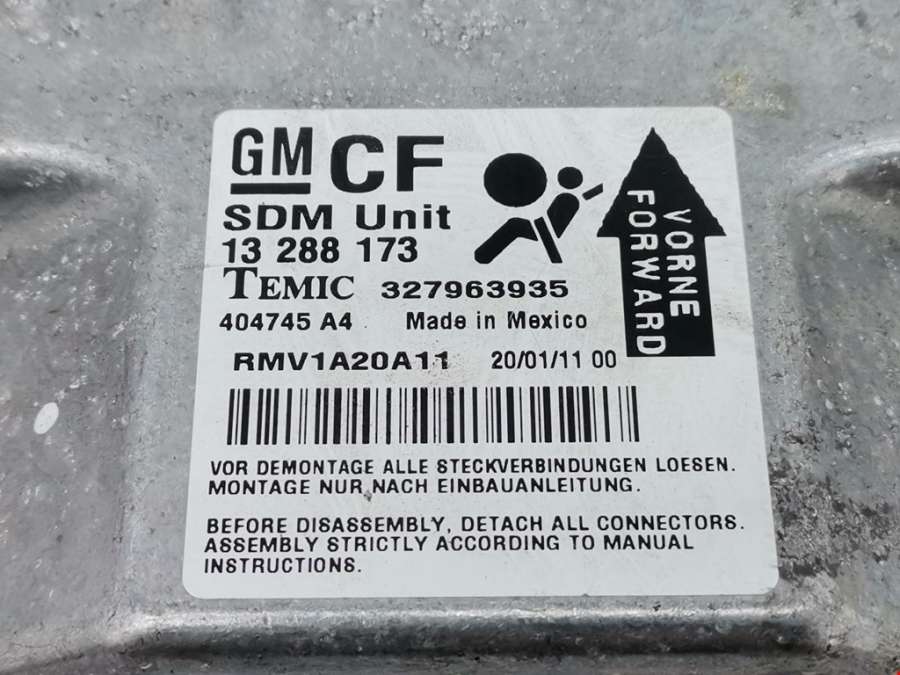 GM CF
SDM Unit
13 288 173
TEMIC 327963935
404745 A4 Made in Mexico
RMV1A20A11 20/01/11 00
VORNE
FORWARD
VOR DEMONTAGE ALLE STECKVERBINDUNGEN LOESEN.
MONTAGE NUR NACH EINBAUANLEITUNG.
BEFORE DISASSEMBLY, DETACH ALL CONNECTORS.
ASSEMBLY STRICTLY ACCORDING TO MANUAL
INSTRUCTIONS.